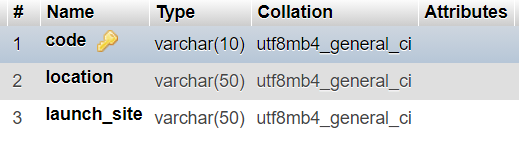 # Name Type Collation Attributes
1 code varchar(10) utf8mb4_general_ci
2 location varchar(50) utf8mb4_general_ci
3 launch_site varchar(50) utf8mb4_general_ci